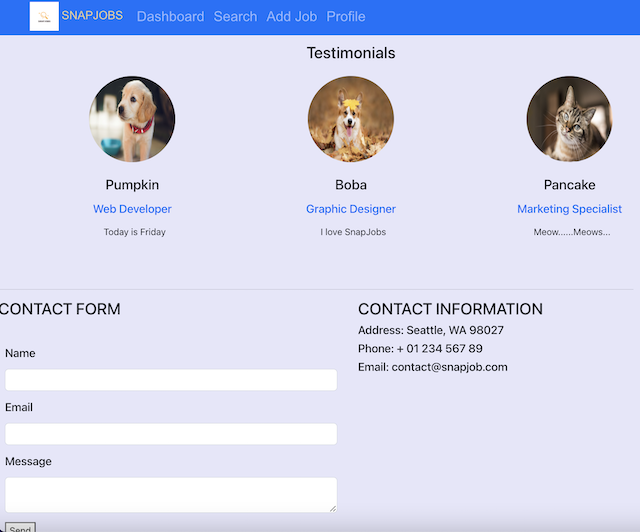 SNAPJOBS Dashboard Search Add Job Profile
Testimonials
Pumpkin
Web Developer
Today is Friday
Boba
Graphic Designer
I love SnapJobs
Pancake
Marketing Specialist
Meow......Meows...
CONTACT FORM
Name
Email
Message
Send
CONTACT INFORMATION
Address: Seattle, WA 98027
Phone: + 01 234 567 89
Email: contact@snapjob.com